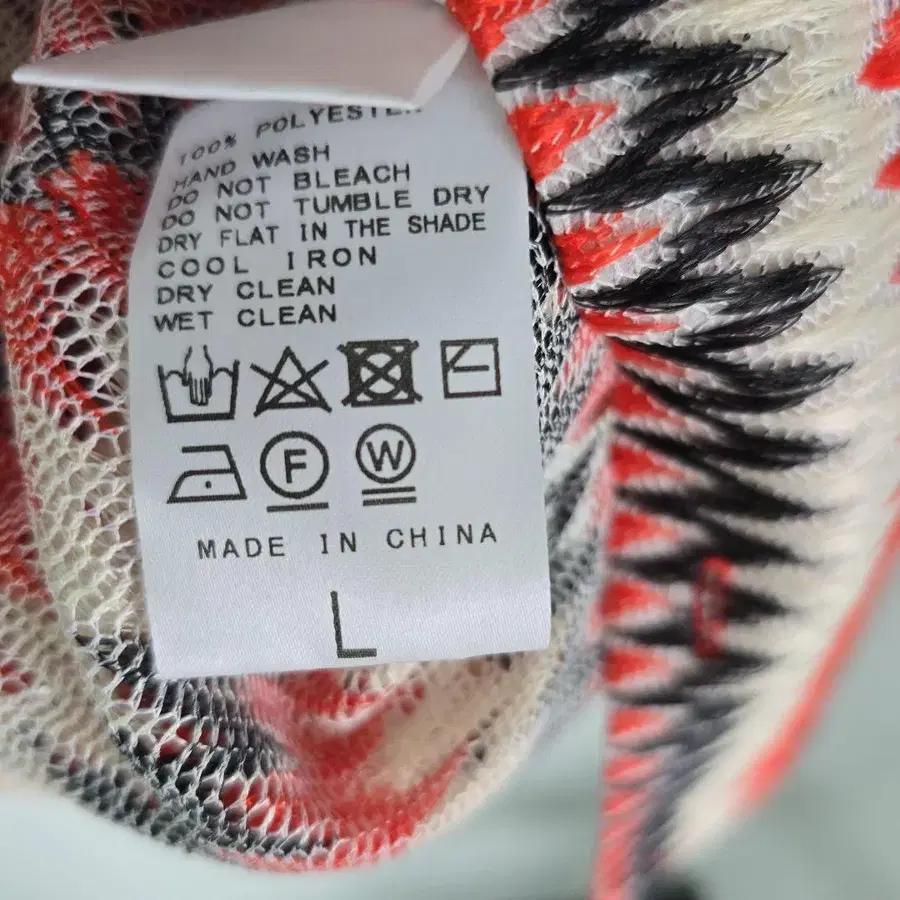 100% POLYESTER
HAND WASH
DO NOT BLEACH
DO NOT TUMBLE DRY
DRY FLAT IN THE SHADE
COOL IRON
DRY CLEAN
WET CLEAN
F W
MADE IN CHINA
L